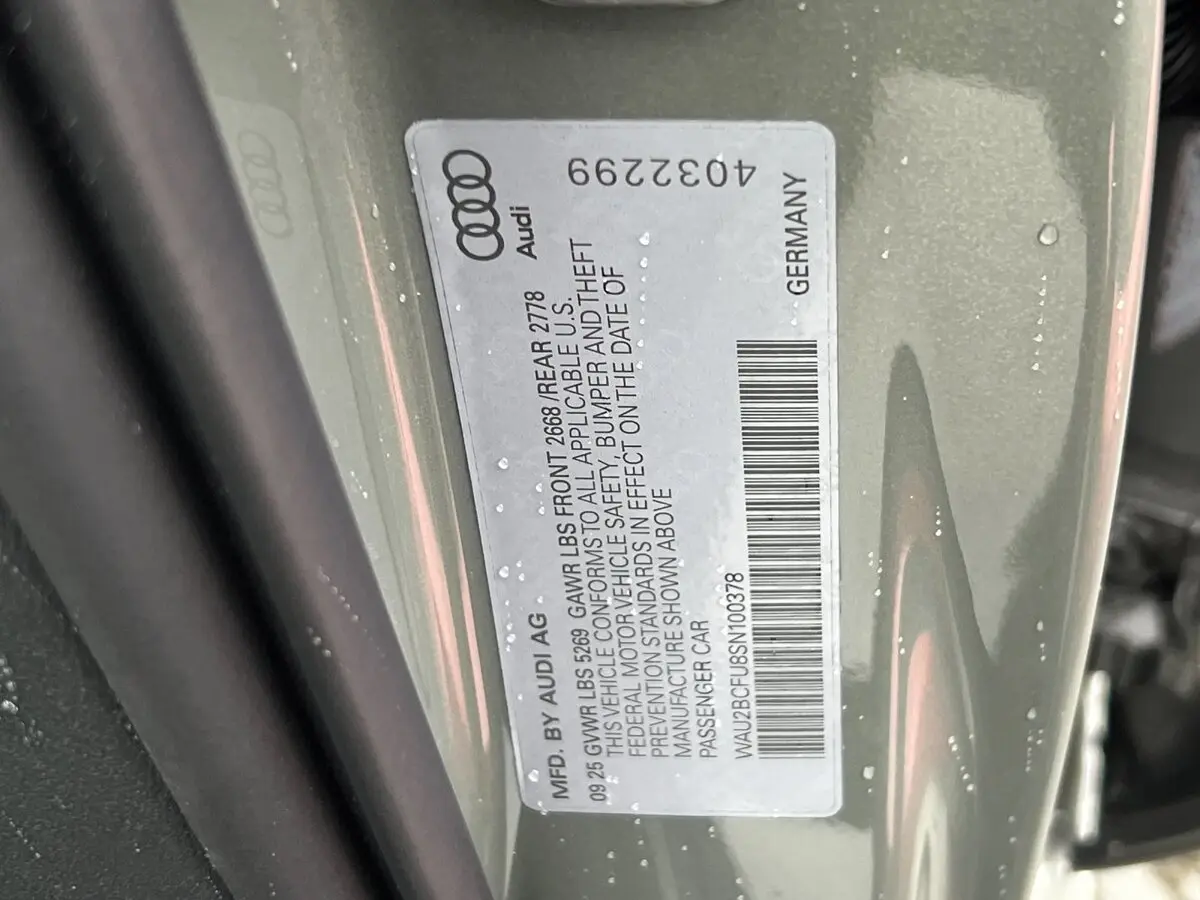 MFD. BY AUDI AG
Audi
09 25 GVWR LBS 5269 GAWR LBS FRONT 2668 /REAR 2778
THIS VEHICLE CONFORMS TO ALL APPLICABLE U.S.
FEDERAL MOTOR VEHICLE SAFETY, BUMPER AND THEFT
PREVENTION STANDARDS IN EFFECT ON THE DATE OF
MANUFACTURE SHOWN ABOVE
PASSENGER CAR
4032299
WAU2BCFU8SN100378
GERMANY